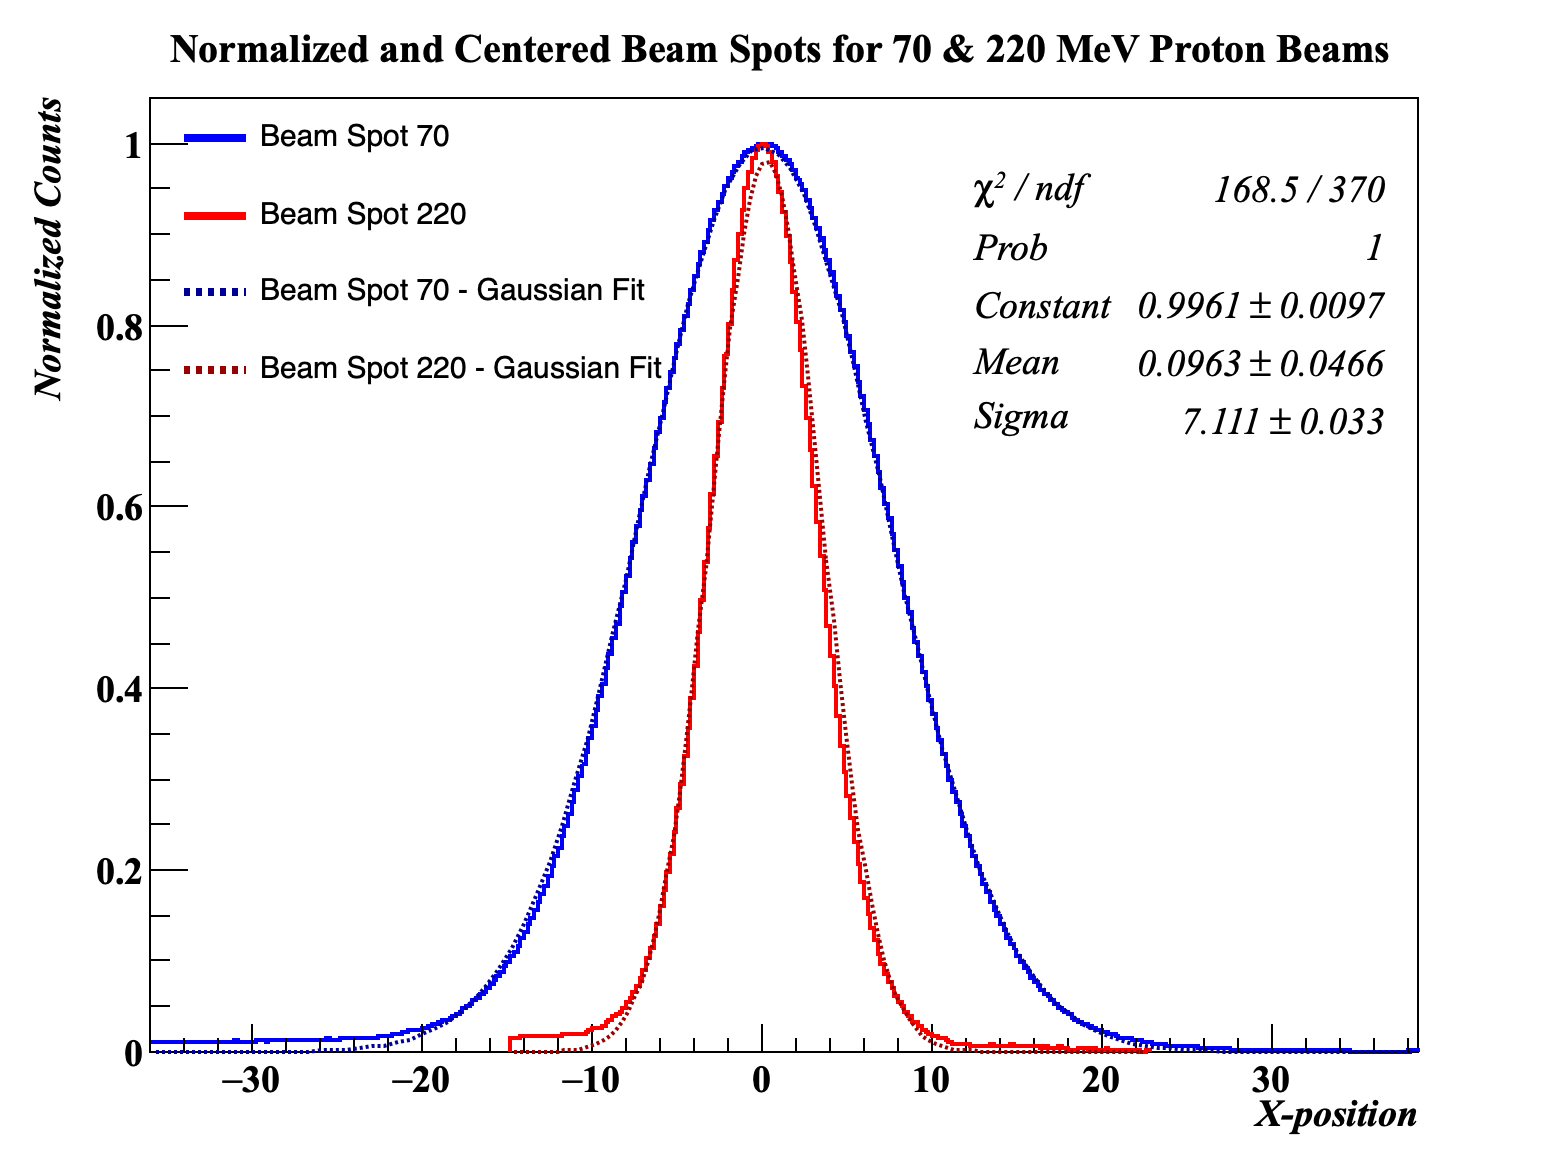 Normalized and Centered Beam Spots for 70 & 220 MeV Proton Beams
Normalized Counts
Beam Spot 70
Beam Spot 220
Beam Spot 70 - Gaussian Fit
Beam Spot 220 - Gaussian Fit
χ² / ndf 168.5 / 370
Prob 1
Constant 0.9961 ± 0.0097
Mean 0.0963 ± 0.0466
Sigma 7.111 ± 0.033
1
0.8
0.6
0.4
0.2
0
−30 −20 −10 0 10 20 30
X-position